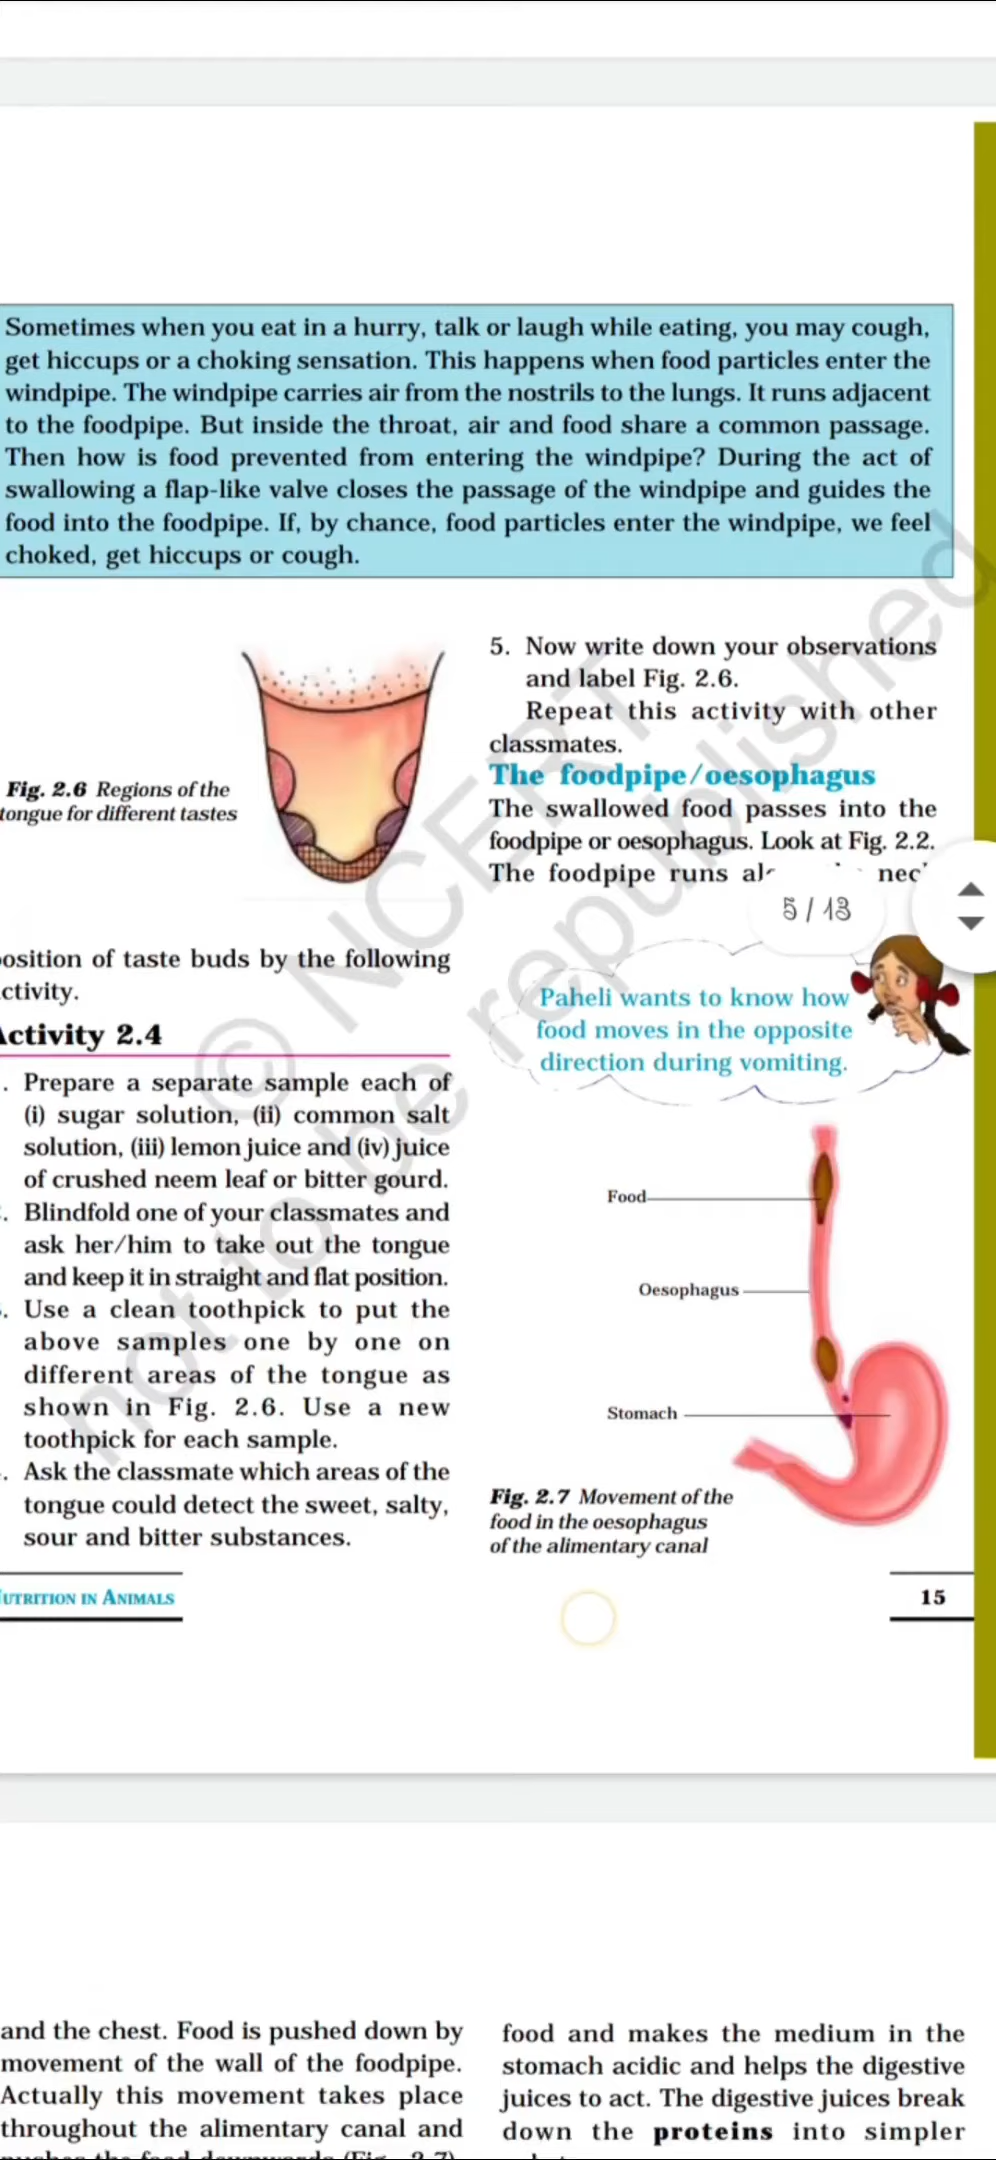 Sometimes when you eat in a hurry, talk or laugh while eating, you may cough,
get hiccups or a choking sensation. This happens when food particles enter the
windpipe. The windpipe carries air from the nostrils to the lungs. It runs adjacent
to the foodpipe. But inside the throat, air and food share a common passage.
Then how is food prevented from entering the windpipe? During the act of
swallowing a flap-like valve closes the passage of the windpipe and guides the
food into the foodpipe. If, by chance, food particles enter the windpipe, we feel
choked, get hiccups or cough.
Fig. 2.6 Regions of the
tongue for different tastes
osition of taste buds by the following
ctivity.
Activity 2.4
. Prepare a separate sample each of
(i) sugar solution, (ii) common salt
solution, (iii) lemon juice and (iv) juice
of crushed neem leaf or bitter gourd.
. Blindfold one of your classmates and
ask her/him to take out the tongue
and keep it in straight and flat position.
. Use a clean toothpick to put the
above samples one by one on
different areas of the tongue as
shown in Fig. 2.6. Use a new
toothpick for each sample.
. Ask the classmate which areas of the
tongue could detect the sweet, salty,
sour and bitter substances.
5. Now write down your observations
and label Fig. 2.6.
Repeat this activity with other
classmates.
The foodpipe/oesophagus
The swallowed food passes into the
foodpipe or oesophagus. Look at Fig. 2.2.
The foodpipe runs
5 / 13
Paheli wants to know how
food moves in the opposite
direction during vomiting.
Food
Oesophagus
Stomach
Fig. 2.7 Movement of the
food in the oesophagus
of the alimentary canal
UTRITION IN ANIMALS
15
© NCERT
not to be republished
and the chest. Food is pushed down by
movement of the wall of the foodpipe.
Actually this movement takes place
throughout the alimentary canal and
food and makes the medium in the
stomach acidic and helps the digestive
juices to act. The digestive juices break
down the proteins into simpler